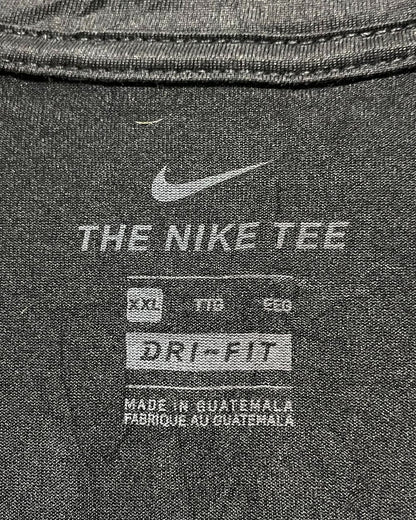 THE NIKE TEE
XXL TTG EEG
DRI-FIT
MADE IN GUATEMALA
FABRIQUE AU GUATEMALA